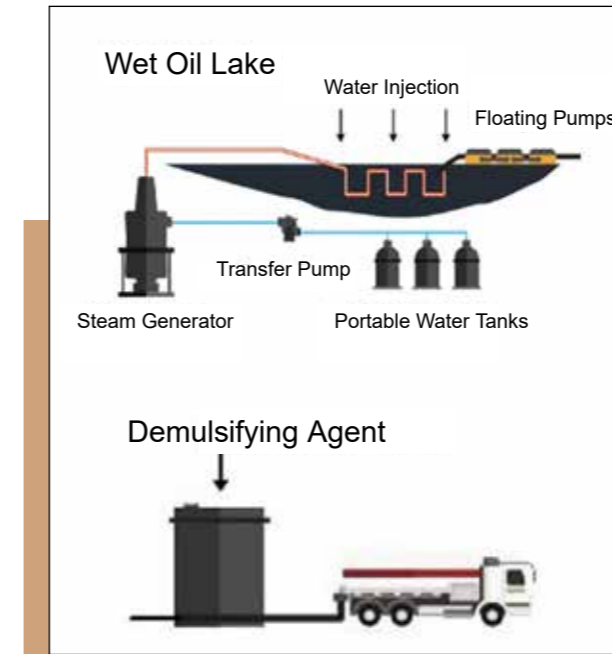 Wet Oil Lake
Water Injection
Floating Pumps
Transfer Pump
Steam Generator
Portable Water Tanks
Demulsifying Agent